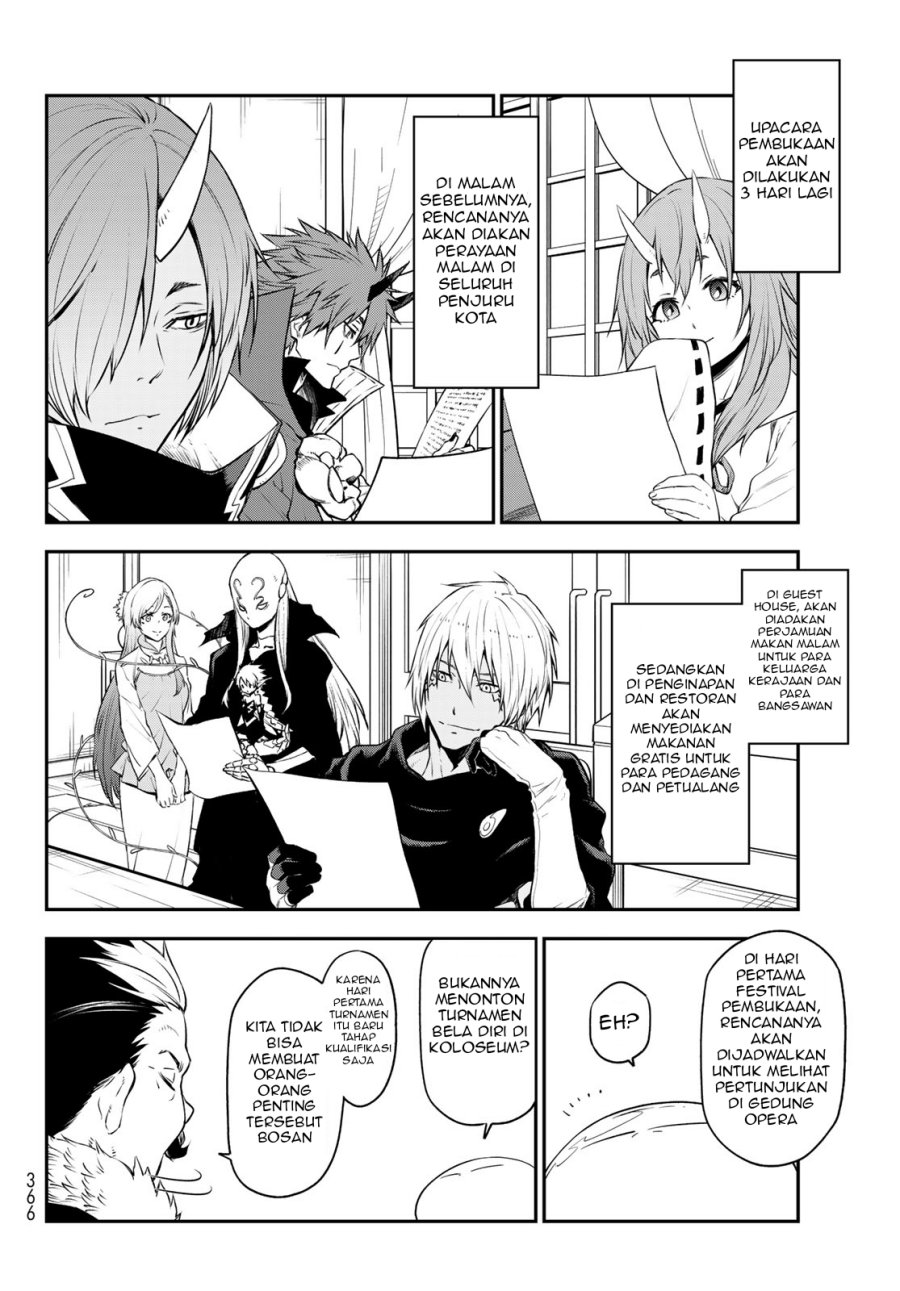 UPACARA
PEMBUKAAN
AKAN
DILAKUKAN
3 HARI LAGI
DI MALAM
SEBELUMNYA,
RENCANANYA
AKAN DIAKAN
PERAYAAN
MALAM DI
SELURUH
PENJURU
KOTA
DI GUEST
HOUSE, AKAN
DIADAKAN
PERJAMUAN
MAKAN MALAM
UNTUK PARA
KELUARGA
KERAJAAN DAN
PARA
BANGSAWAN
SEDANGKAN
DI PENGINAPAN
DAN RESTORAN
AKAN
MENYEDIAKAN
MAKANAN
GRATIS UNTUK
PARA PEDAGANG
DAN PETUALANG
DI HARI
PERTAMA
FESTIVAL
PEMBUKAAN,
RENCANANYA
AKAN
DIJADWALKAN
UNTUK MELIHAT
PERTUNJUKAN
DI GEDUNG
OPERA
EH?
BUKANNYA
MENONTON
TURNAMEN
BELA DIRI DI
KOLOSEUM?
KARENA
HARI
PERTAMA
TURNAMEN
ITU BARU
TAHAP
KUALIFIKASI
SAJA
KITA TIDAK
BISA
MEMBUAT
ORANG-
ORANG
PENTING
TERSEBUT
BOSAN
366